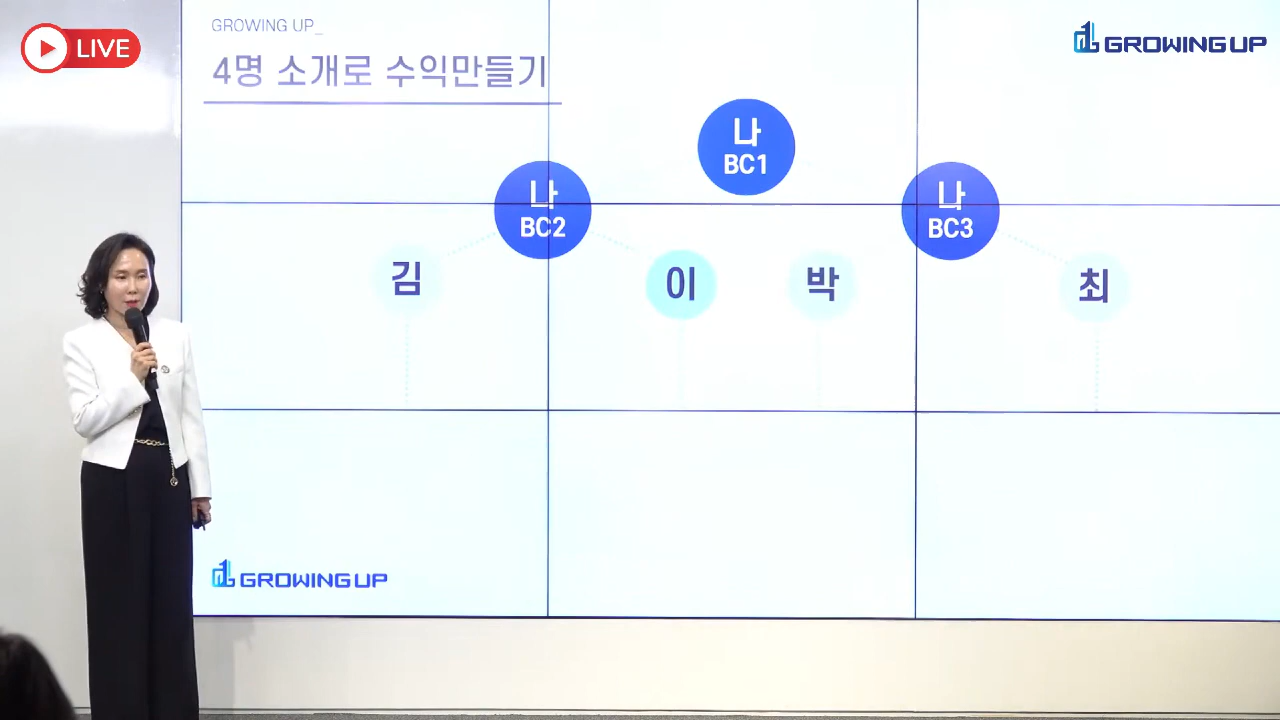 LIVE
GROWING UP_
4명 소개로 수익만들기
GROWING UP
나
BC1
나
BC2
나
BC3
김
이
박
최
GROWING UP